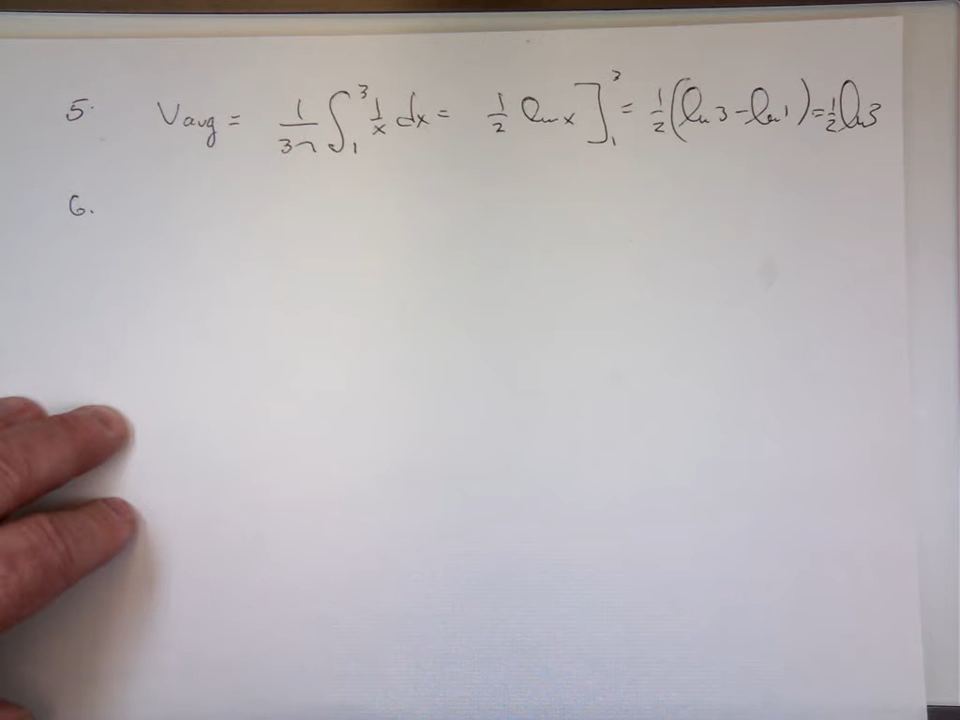 5. Vavg = 1/(3-1) ∫₁³ 1/x dx = 1/2 ln x ]₁³ = 1/2 (ln 3 - ln 1) = 1/2 ln 3
6.